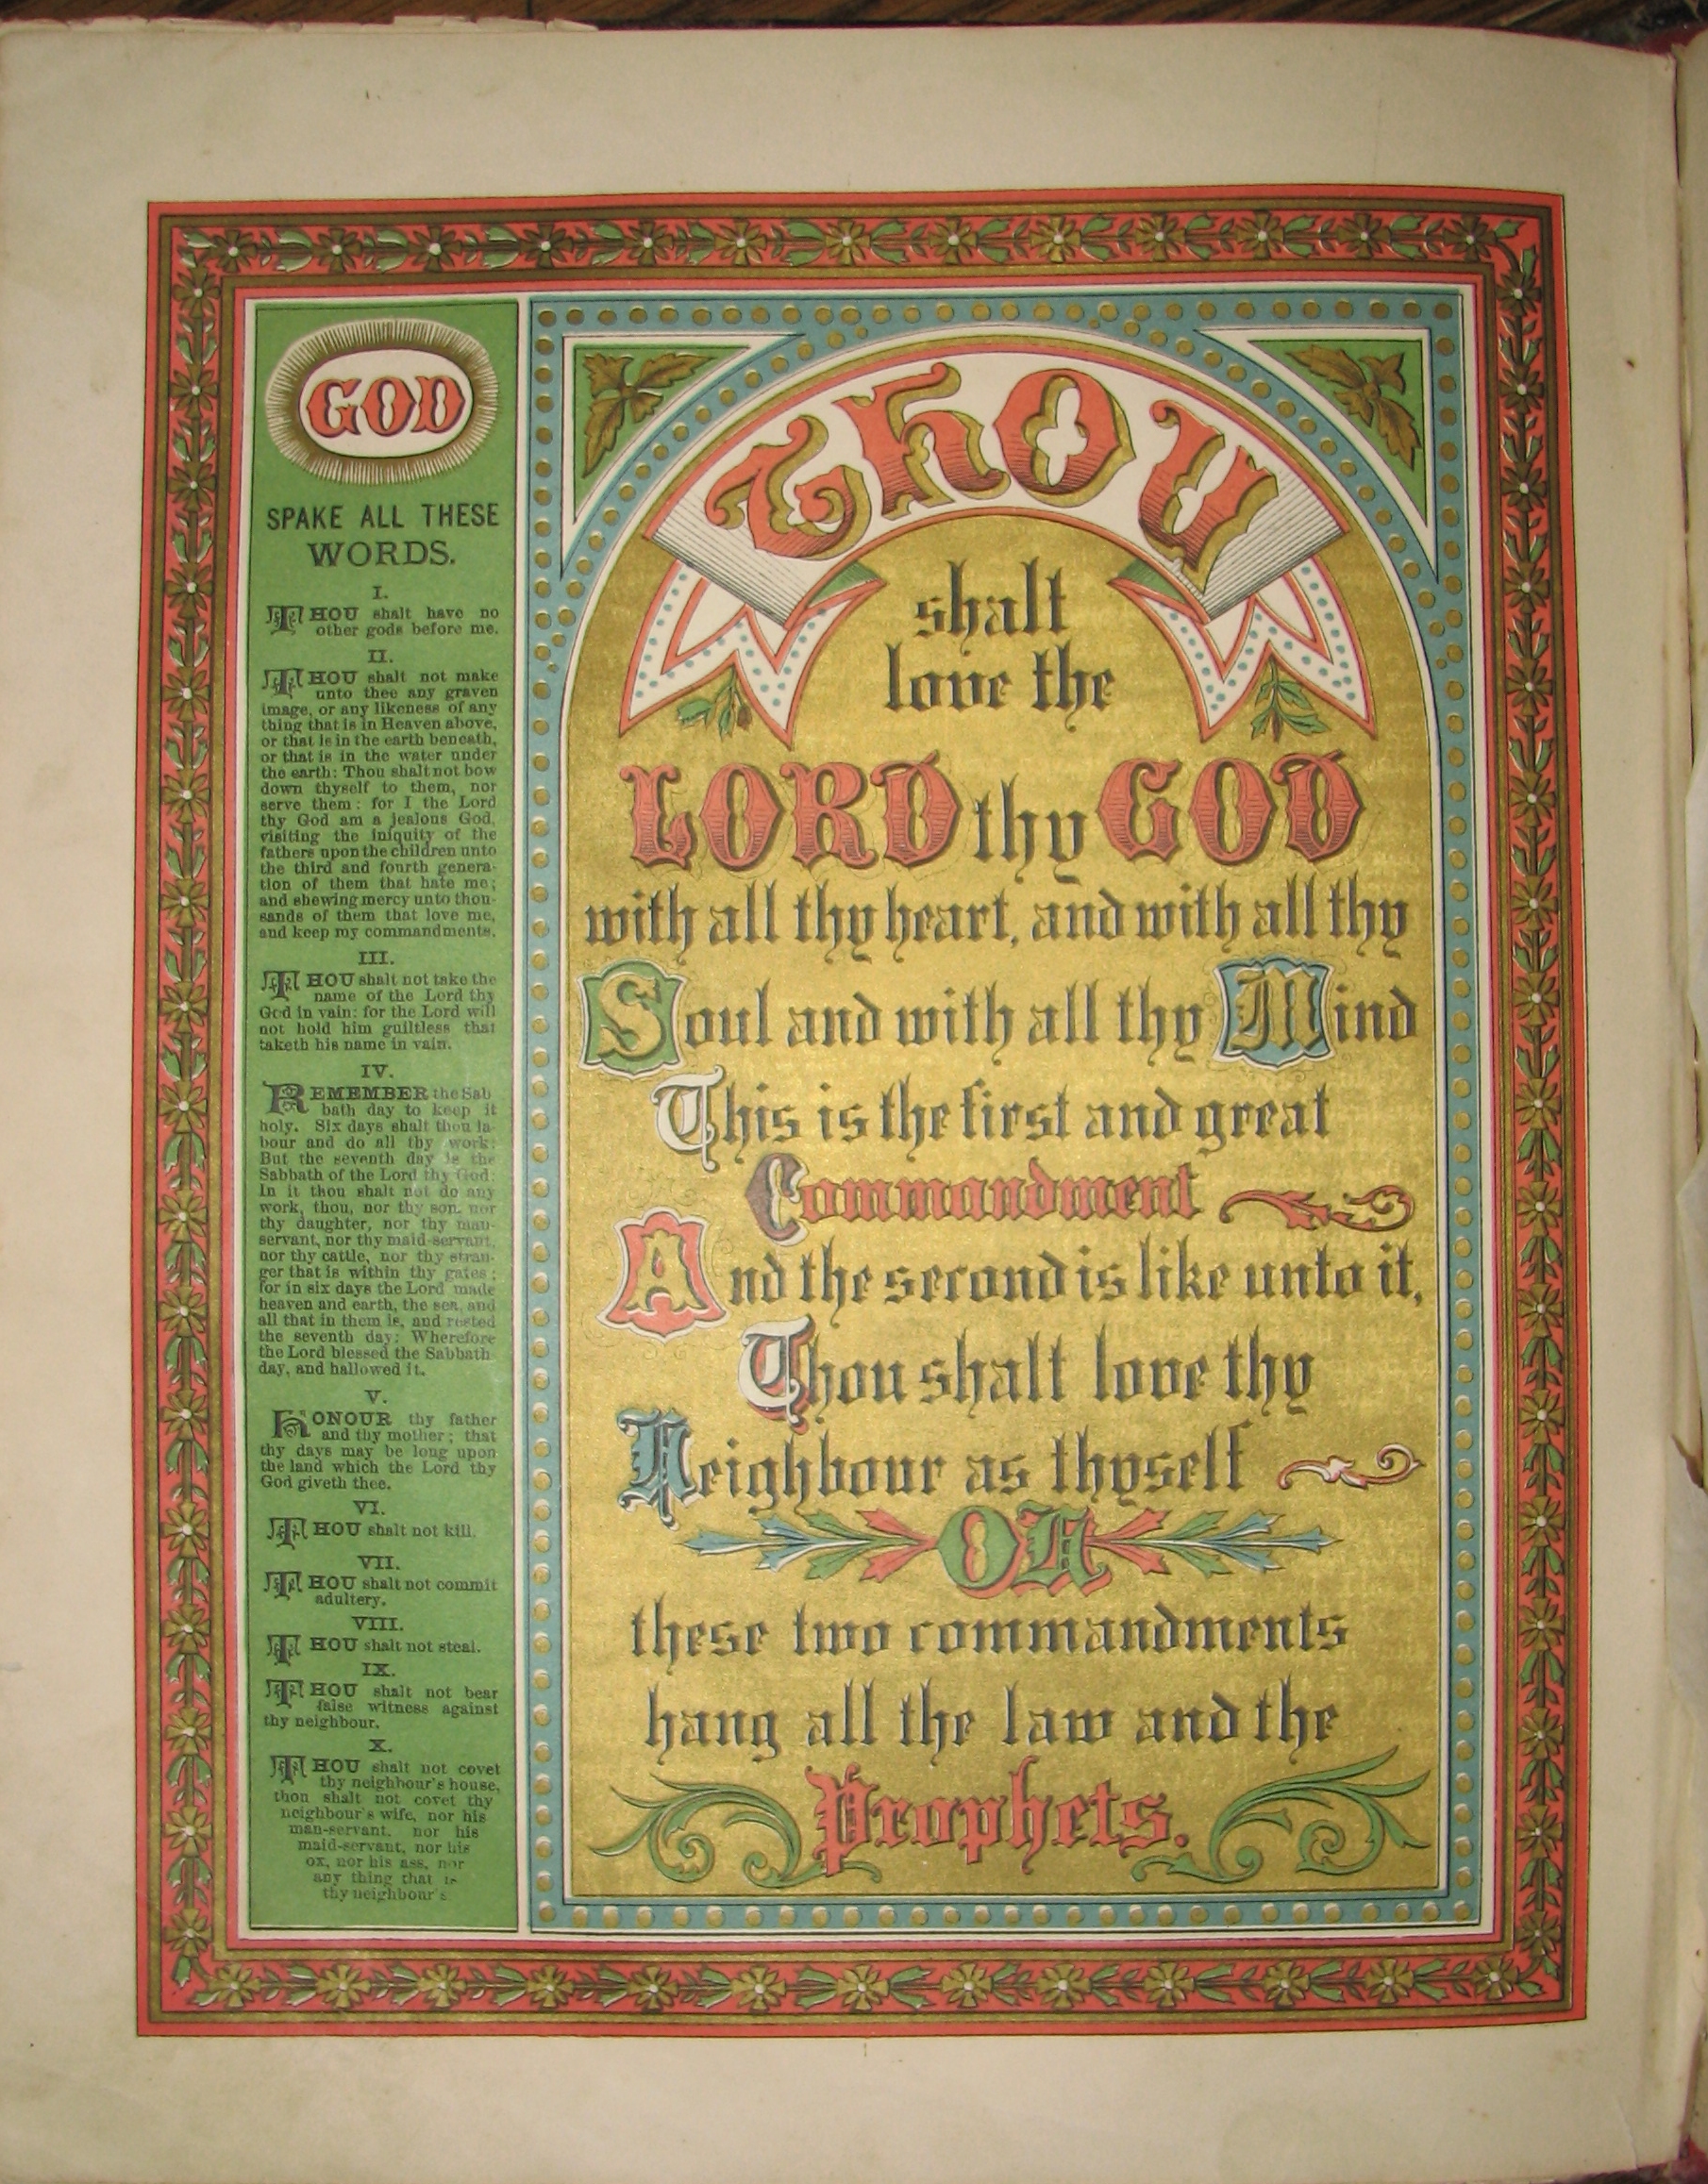 GOD
SPAKE ALL THESE
WORDS.
I.
THOU shalt have no
other gods before me.
II.
THOU shalt not make
unto thee any graven
image, or any likeness of any
thing that is in Heaven above,
or that is in the earth beneath,
or that is in the water under
the earth: Thou shalt not bow
down thyself to them, nor
serve them: for I the Lord
thy God am a jealous God,
visiting the iniquity of the
fathers upon the children unto
the third and fourth genera-
tion of them that hate me;
and shewing mercy unto thou-
sands of them that love me,
and keep my commandments.
III.
THOU shalt not take the
name of the Lord thy
God in vain: for the Lord will
not hold him guiltless that
taketh his name in vain.
IV.
REMEMBER the Sab
bath day to keep it
holy. Six days shalt thou la-
bour and do all thy work:
But the seventh day is the
Sabbath of the Lord thy God:
In it thou shalt not do any
work, thou, nor thy son, nor
thy daughter, nor thy man-
servant, nor thy maid-servant,
nor thy cattle, nor thy stran-
ger that is within thy gates;
for in six days the Lord made
heaven and earth, the sea, and
all that in them is, and rested
the seventh day: Wherefore
the Lord blessed the Sabbath
day, and hallowed it.
V.
HONOUR thy father
and thy mother; that
thy days may be long upon
the land which the Lord thy
God giveth thee.
VI.
THOU shalt not kill.
VII.
THOU shalt not commit
adultery.
VIII.
THOU shalt not steal.
IX.
THOU shalt not bear
false witness against
thy neighbour.
X.
THOU shalt not covet
thy neighbour's house,
thou shalt not covet thy
neighbour's wife, nor his
man-servant, nor his
maid-servant, nor his
ox, nor his ass, nor
any thing that is
thy neighbour's
Thou
shalt
love the
LORD thy GOD
with all thy heart, and with all thy
Soul and with all thy Mind
This is the first and great
Commandment
And the second is like unto it,
Thou shalt love thy
Neighbour as thyself
ON
these two commandments
hang all the law and the
Prophets.